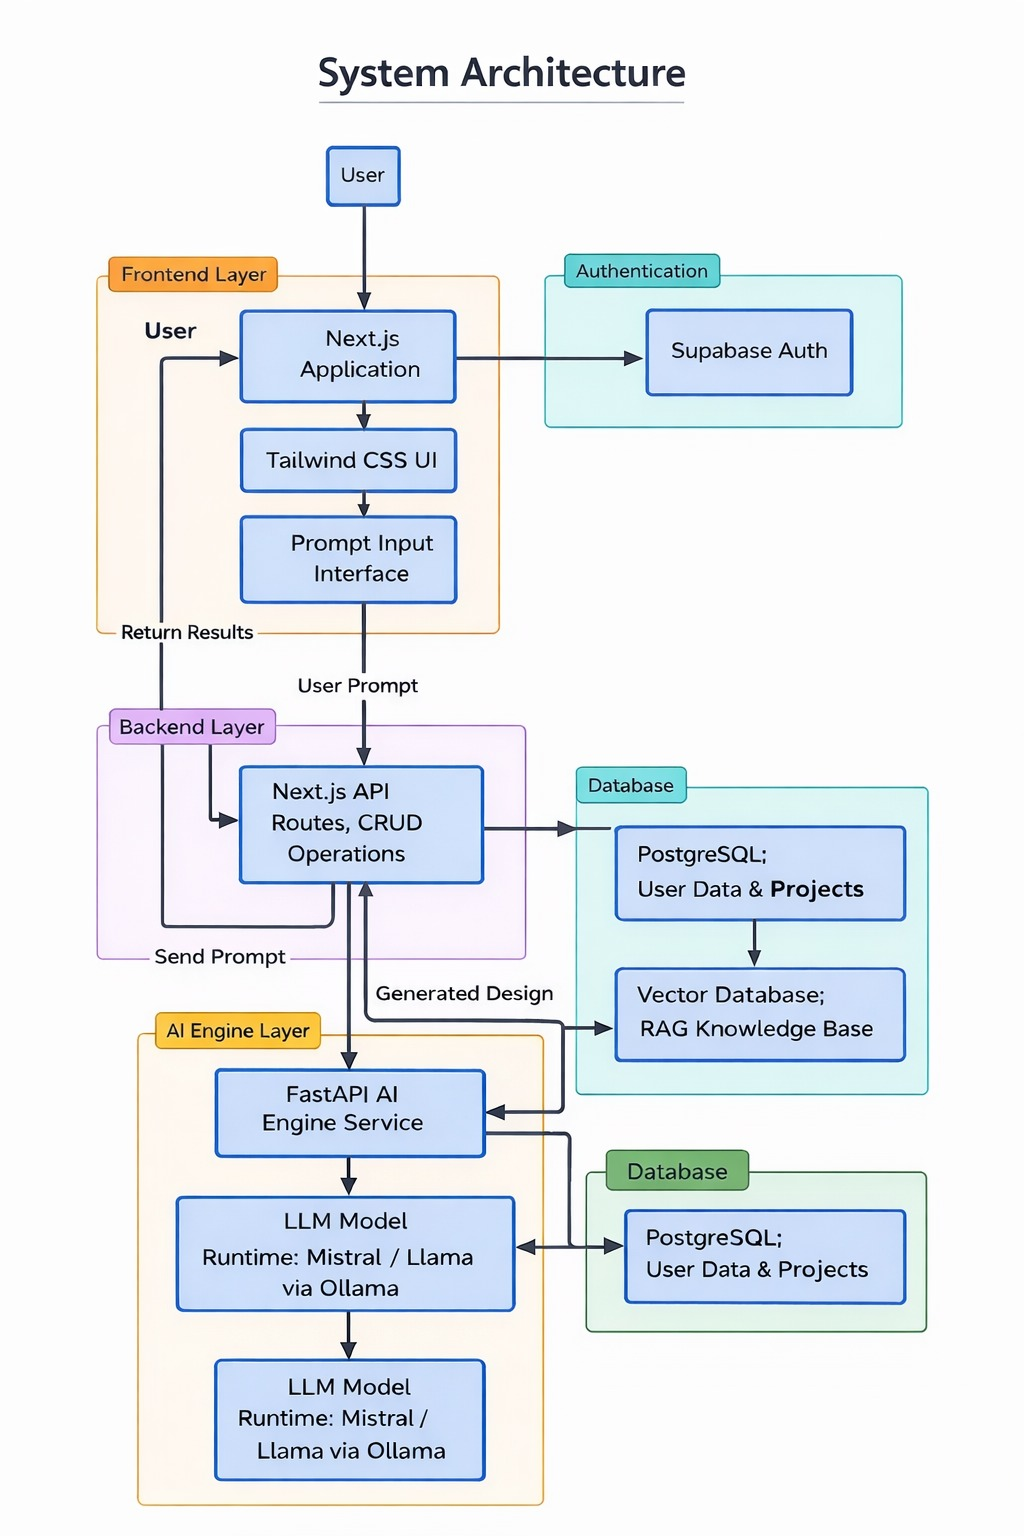 System Architecture
User
Frontend Layer
Authentication
User
Next.js
Application
Supabase Auth
Tailwind CSS UI
Prompt Input
Interface
Return Results
User Prompt
Backend Layer
Next.js API
Routes, CRUD
Operations
Database
PostgreSQL;
User Data & Projects
Send Prompt
Generated Design
Vector Database;
RAG Knowledge Base
AI Engine Layer
FastAPI AI
Engine Service
Database
LLM Model
Runtime: Mistral / Llama
via Ollama
PostgreSQL;
User Data & Projects
LLM Model
Runtime: Mistral /
Llama via Ollama